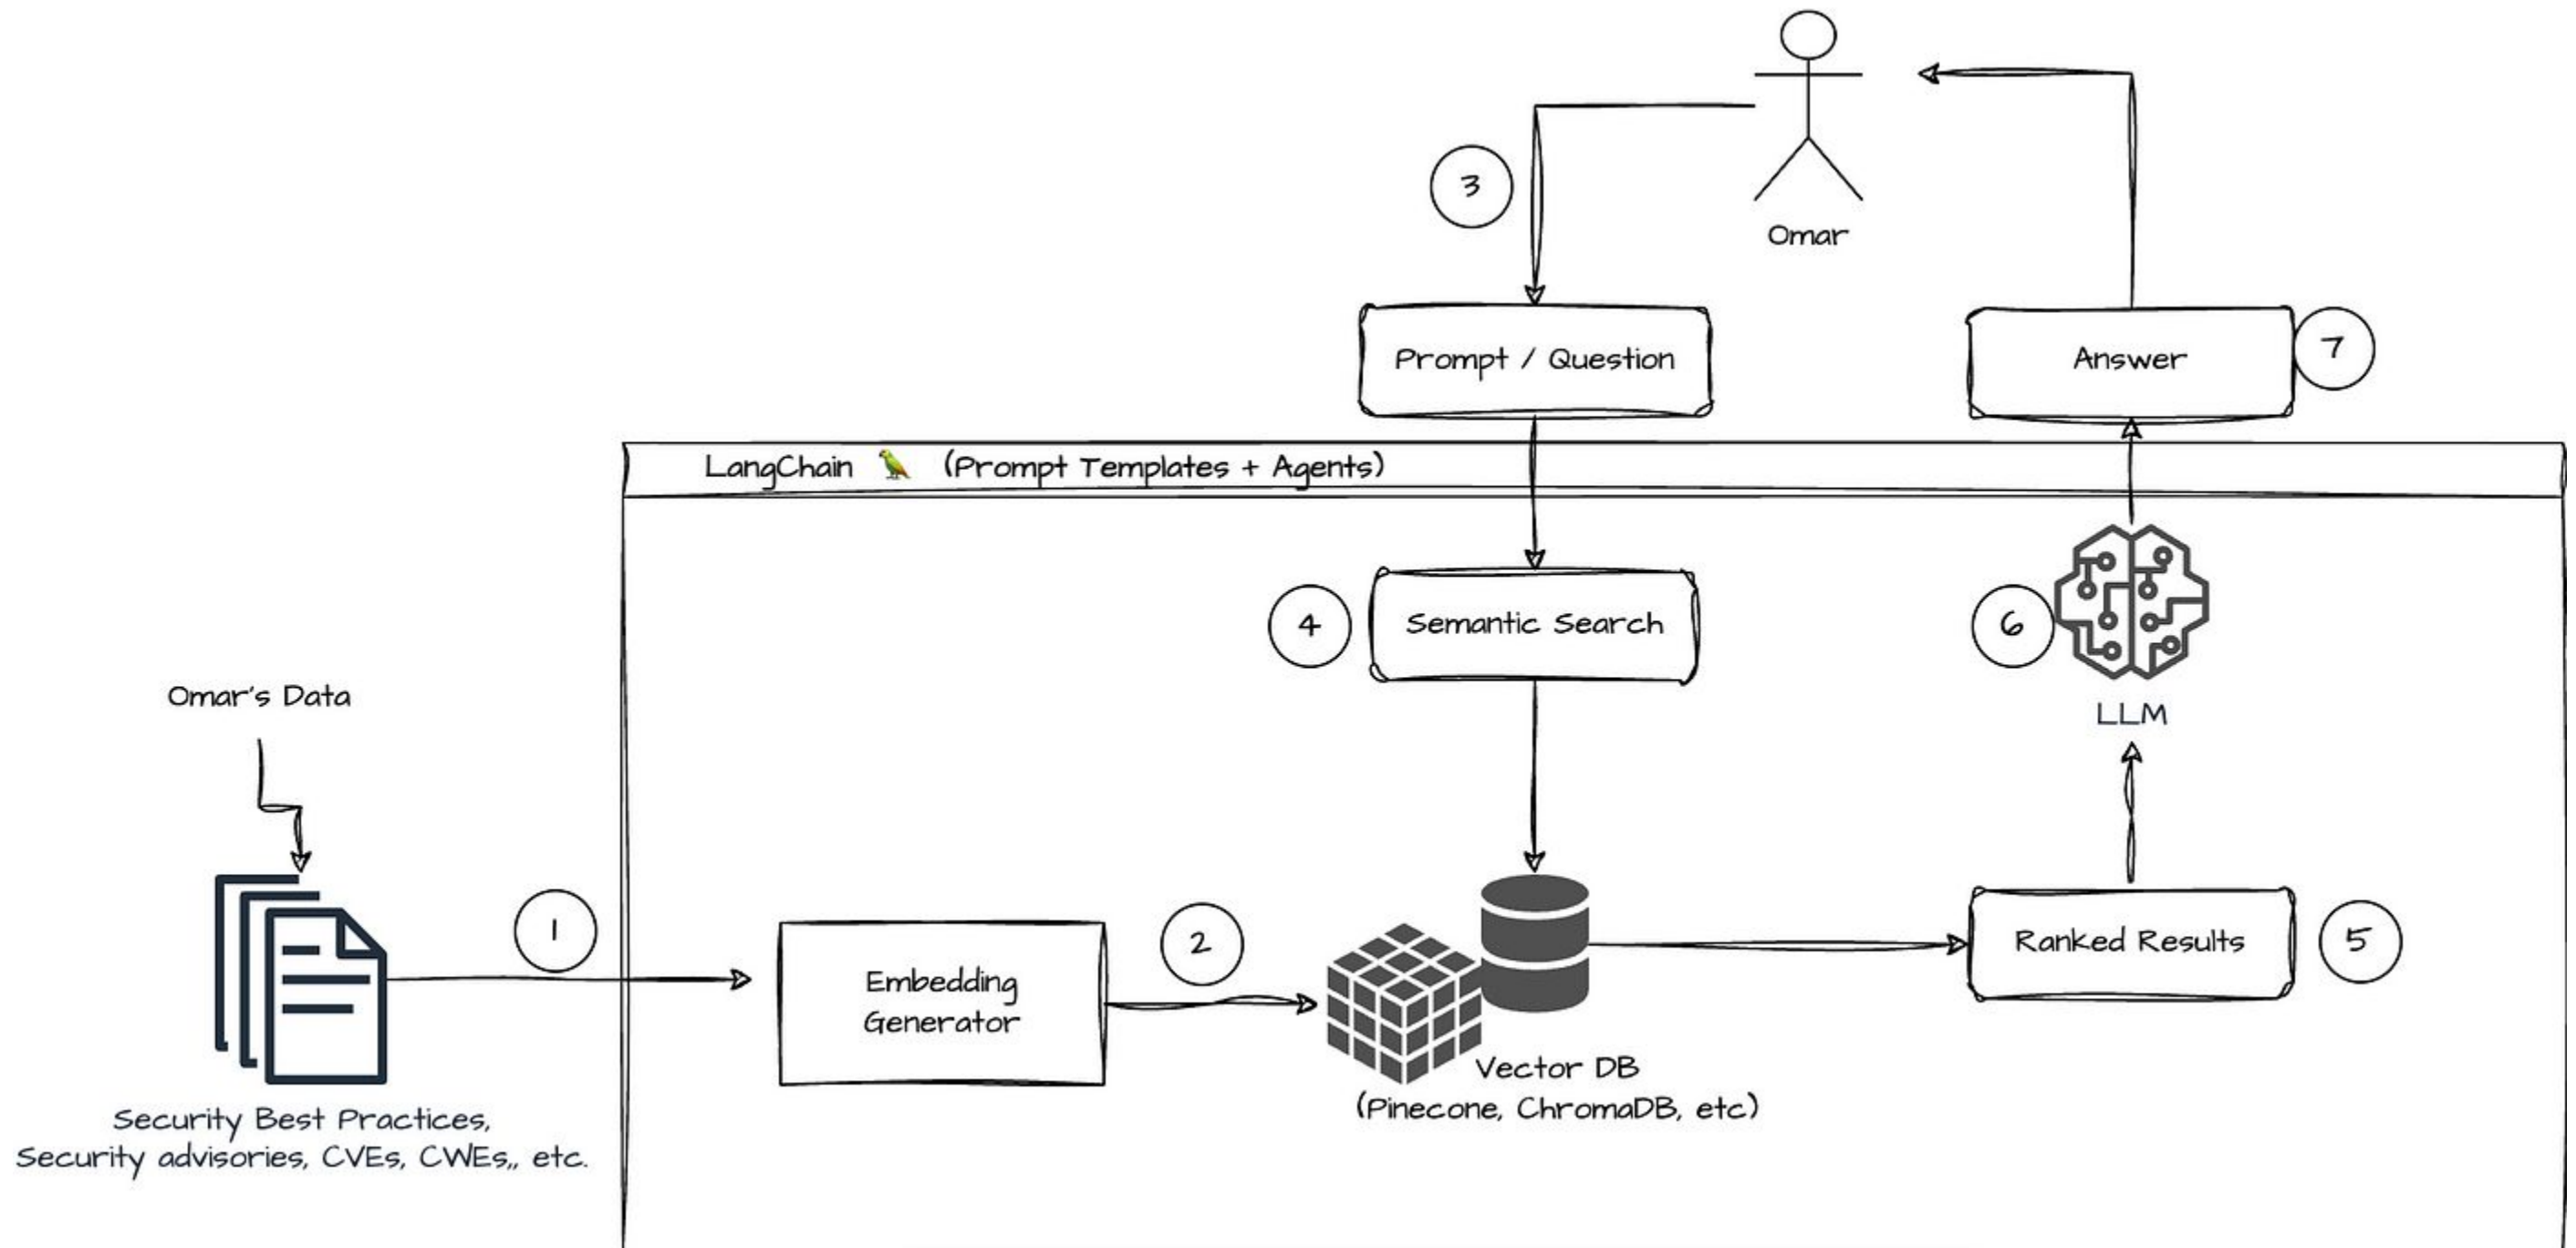 Omar
3
Prompt / Question
Answer
7
LangChain 🦜 (Prompt Templates + Agents)
4
Semantic Search
6
LLM
Omar's Data
1
Embedding
Generator
2
Vector DB
(Pinecone, ChromaDB, etc)
Ranked Results
5
Security Best Practices,
Security advisories, CVEs, CWEs,, etc.